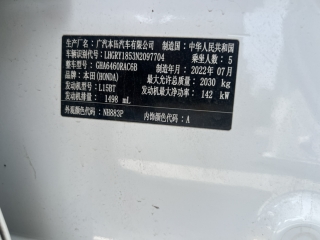 制造商：广汽本田汽车有限公司 制造国：中华人民共和国
车辆识别代号：LHGRY1853N2097704 乘坐人数：5
整车型号：GHA6460RAC6B 制造年月：2022年07月
品牌：本田(HONDA) 最大允许总质量：2030 kg
发动机型号：L15BT 发动机最大净功率：142 kW
发动机排量：1498 mL
外观颜色代码：NH883P 内饰颜色代码：A